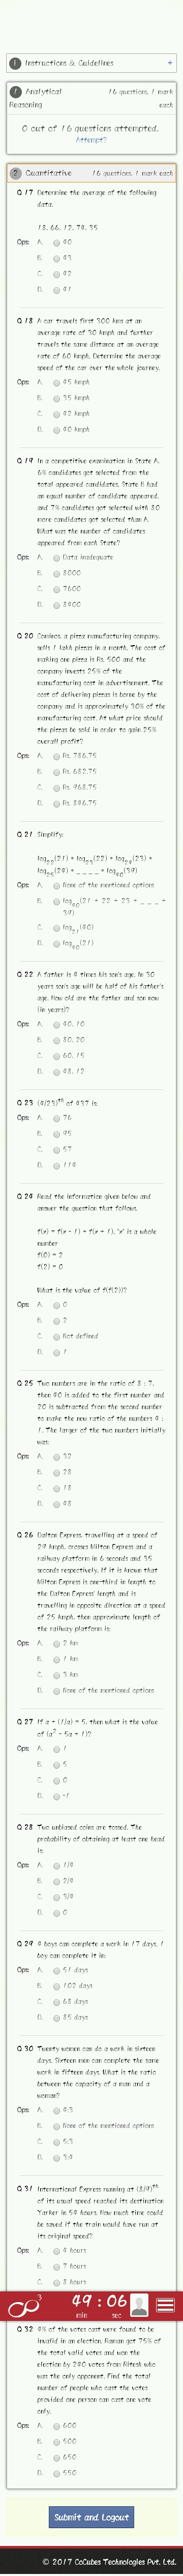 i Instructions & Guidelines +
1 Analytical Reasoning 16 questions, 1 mark each
0 out of 16 questions attempted.
Attempt?
2 Quantitative 16 questions, 1 mark each
Q 17 Determine the average of the following
data.
18, 66, 12, 74, 35
Ops: A. 40
B. 43
C. 42
D. 41
Q 18 A car travels first 300 kms at an
average rate of 30 kmph and further
travels the same distance at an average
rate of 60 kmph. Determine the average
speed of the car over the whole journey.
Ops: A. 45 kmph
B. 35 kmph
C. 42 kmph
D. 40 kmph
Q 19 In a competitive examination in State A,
6% candidates got selected from the
total appeared candidates. State B had
an equal number of candidate appeared,
and 7% candidates got selected with 80
more candidates got selected than A.
What was the number of candidates
appeared from each State?
Ops: A. Data inadequate
B. 8000
C. 7600
D. 8400
Q 20 Comicos, a pizza manufacturing company,
sells 1 lakh pizzas in a month. The cost of
making one pizza is Rs. 500 and the
company invests 25% of the
manufacturing cost in advertisement. The
cost of delivering pizzas is borne by the
company and is approximately 30% of the
manufacturing cost. At what price should
the pizzas be sold in order to gain 25%
overall profit?
Ops: A. Rs. 786.75
B. Rs. 682.75
C. Rs. 968.75
D. Rs. 846.75
Q 21 Simplify:
log22(21) * log23(22) * log24(23) *
log25(24) * _ _ _ _ * log40(39)
Ops: A. None of the mentioned options
B. log40(21 + 22 + 23 + _ _ _ +
39)
C. log21(40)
D. log40(21)
Q 22 A father is 4 times his son's age. In 30
years son's age will be half of his father's
age. How old are the father and son now
(in years)?
Ops: A. 40, 10
B. 80, 20
C. 60, 15
D. 48, 12
Q 23 (4/23)th of 437 is:
Ops: A. 76
B. 95
C. 57
D. 114
Q 24 Read the information given below and
answer the question that follows.
f(x) = f(x - 1) + f(x + 1), "x" is a whole
number
f(0) = 2
f(2) = 0
What is the value of f(f(2))?
Ops: A. 0
B. 2
C. Not defined
D. 1
Q 25 Two numbers are in the ratio of 8 : 7,
then 40 is added to the first number and
20 is subtracted from the second number
to make the new ratio of the numbers 4 :
1. The larger of the two numbers initially
was:
Ops: A. 32
B. 28
C. 18
D. 48
Q 26 Dalton Express, travelling at a speed of
29 kmph, crosses Milton Express and a
railway platform in 6 seconds and 35
seconds respectively. If it is known that
Milton Express is one-third in length to
the Dalton Express' length and is
travelling in opposite direction at a speed
of 25 kmph, then approximate length of
the railway platform is:
Ops: A. 2 km
B. 1 km
C. 3 km
D. None of the mentioned options
Q 27 If a + (1/a) = 5, then what is the value
of (a² - 5a + 1)?
Ops: A. 1
B. 5
C. 0
D. -1
Q 28 Two unbiased coins are tossed. The
probability of obtaining at least one head
is:
Ops: A. 1/4
B. 2/4
C. 3/4
D. 0
Q 29 4 boys can complete a work in 17 days. 1
boy can complete it in:
Ops: A. 51 days
B. 102 days
C. 68 days
D. 85 days
Q 30 Twenty women can do a work in sixteen
days. Sixteen men can complete the same
work in fifteen days. What is the ratio
between the capacity of a man and a
woman?
Ops: A. 4:3
B. None of the mentioned options
C. 5:3
D. 3:4
Q 31 International Express running at (8/9)th
of its usual speed reached its destination
Yarker in 54 hours. How much time could
be saved if the train would have run at
its original speed?
Ops: A. 4 hours
B. 7 hours
C. 8 hours
49 : 06
min sec
Q 32 4% of the votes cast were found to be
invalid in an election. Raman got 75% of
the total valid votes and won the
election by 240 votes from Nitesh who
was the only opponent. Find the total
number of people who cast the votes
provided one person can cast one vote
only.
Ops: A. 600
B. 500
C. 650
D. 550
Submit and Logout
© 2017 CoCubes Technologies Pvt. Ltd.